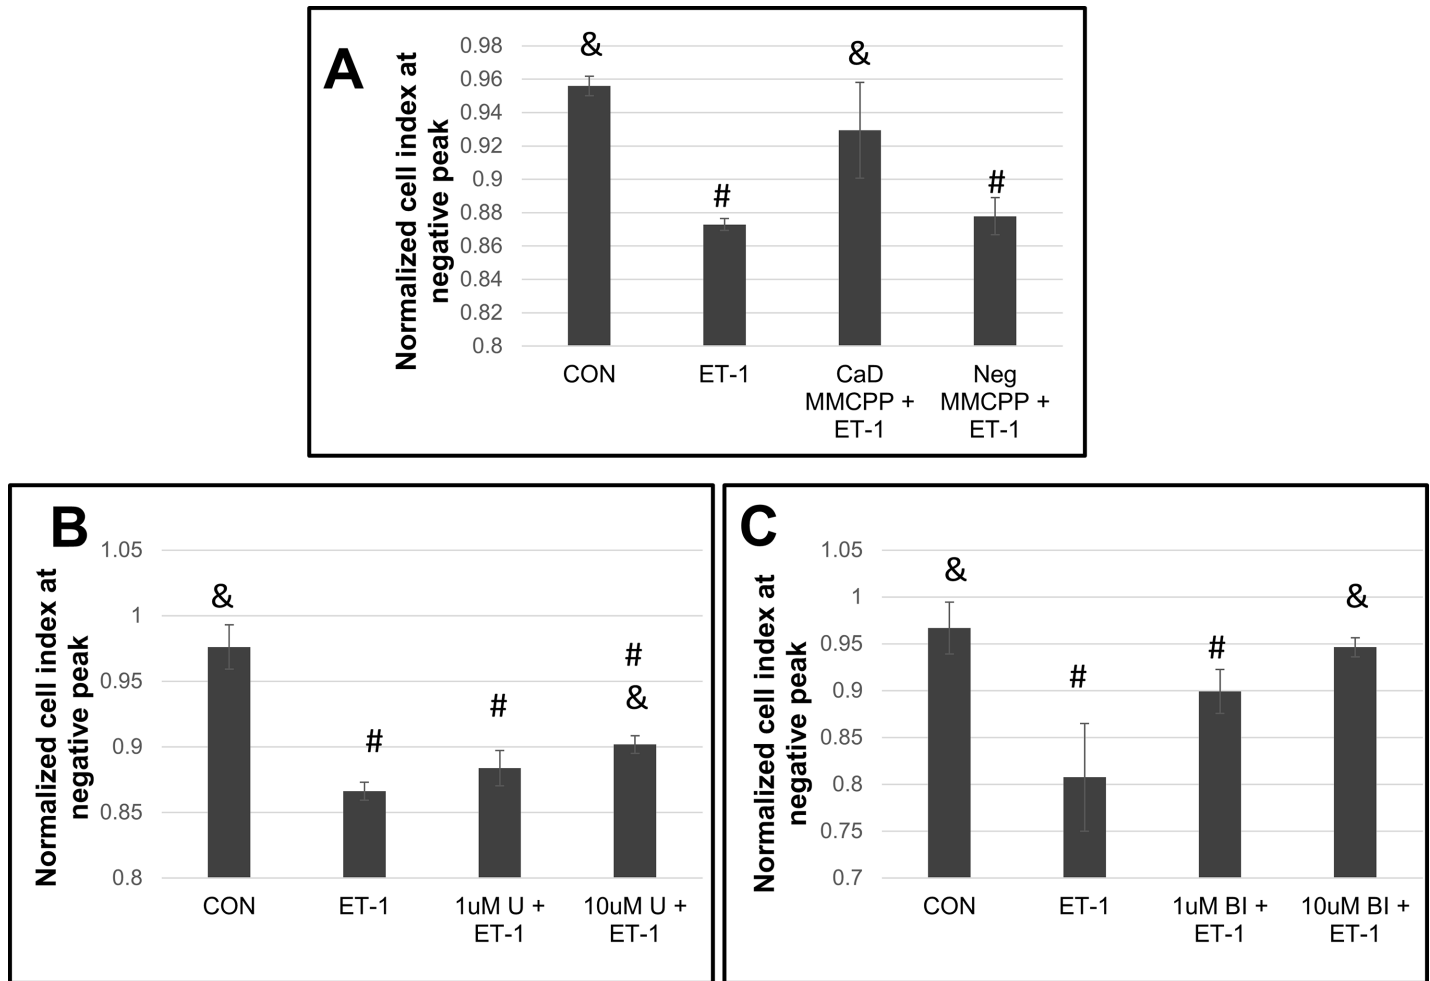 A
Normalized cell index at
negative peak
0.98
0.96
0.94
0.92
0.9
0.88
0.86
0.84
0.82
0.8
&
#
&
#
CON
ET-1
CaD
MMCPP +
ET-1
Neg
MMCPP +
ET-1
B
Normalized cell index at
negative peak
1.05
1
0.95
0.9
0.85
0.8
&
#
#
#
&
CON
ET-1
1uM U +
ET-1
10uM U +
ET-1
C
Normalized cell index at
negative peak
1.05
1
0.95
0.9
0.85
0.8
0.75
0.7
&
#
#
&
CON
ET-1
1uM BI +
ET-1
10uM BI +
ET-1